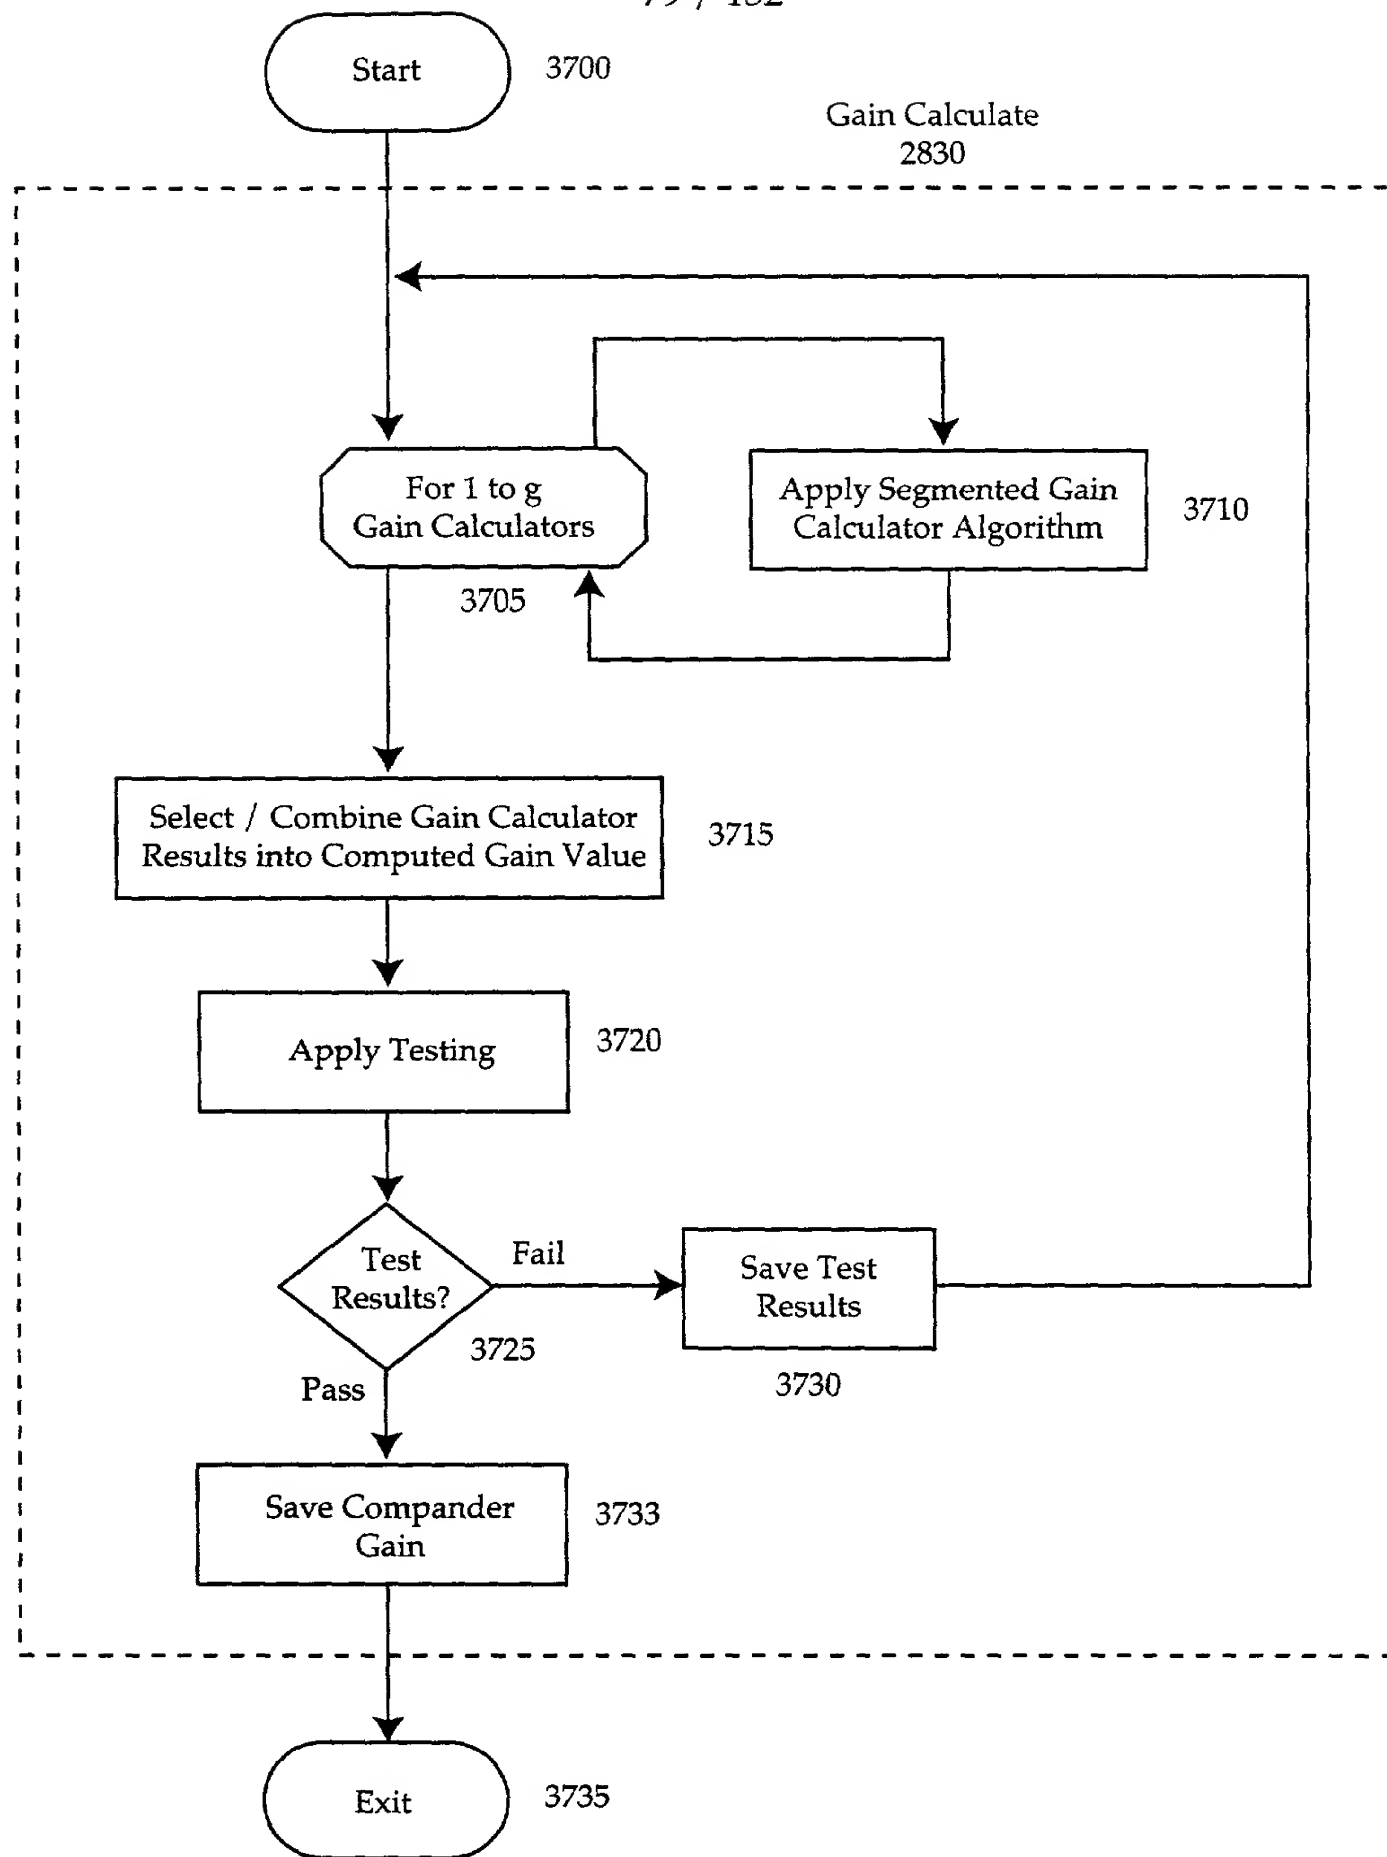 Start
3700
Gain Calculate
2830
For 1 to g
Gain Calculators
3705
Apply Segmented Gain
Calculator Algorithm
3710
Select / Combine Gain Calculator
Results into Computed Gain Value
3715
Apply Testing
3720
Test
Results?
3725
Fail
Save Test
Results
3730
Pass
Save Compander
Gain
3733
Exit
3735